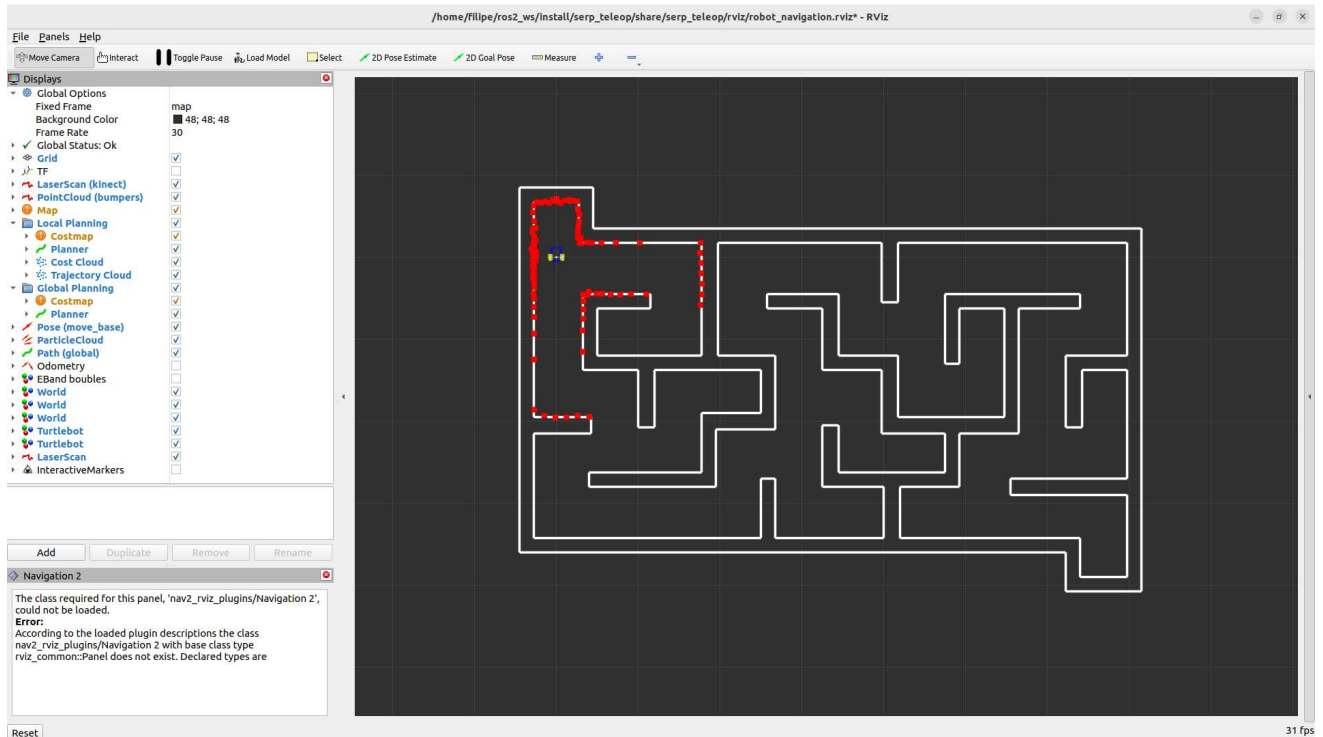 /home/filipe/ros2_ws/install/serp_teleop/share/serp_teleop/rviz/robot_navigation.rviz* - RViz
File Panels Help
Move Camera Interact Toggle Pause Load Model Select 2D Pose Estimate 2D Goal Pose Measure
Displays
Global Options
Fixed Frame map
Background Color 48; 48; 48
Frame Rate 30
Global Status: Ok
Grid
TF
LaserScan (kinect)
PointCloud (bumpers)
Map
Local Planning
Costmap
Planner
Cost Cloud
Trajectory Cloud
Global Planning
Costmap
Planner
Pose (move_base)
ParticleCloud
Path (global)
Odometry
EBand boubles
World
World
World
Turtlebot
Turtlebot
LaserScan
InteractiveMarkers
Add Duplicate Remove Rename
Navigation 2
The class required for this panel, 'nav2_rviz_plugins/Navigation 2',
could not be loaded.
Error:
According to the loaded plugin descriptions the class
nav2_rviz_plugins/Navigation 2 with base class type
rviz_common::Panel does not exist. Declared types are
Reset 31 fps